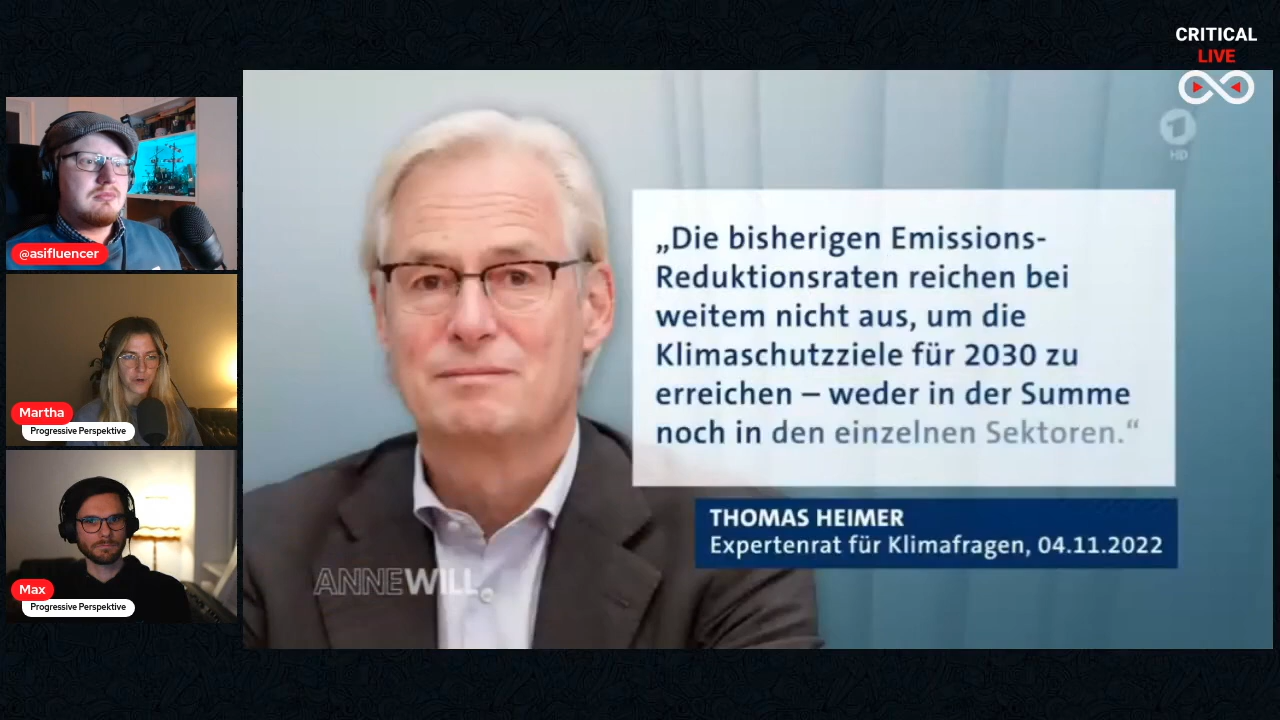 CRITICAL
LIVE
HD
@asifluencer
Martha
Progressive Perspektive
Max
Progressive Perspektive
„Die bisherigen Emissions-
Reduktionsraten reichen bei
weitem nicht aus, um die
Klimaschutzziele für 2030 zu
erreichen – weder in der Summe
noch in den einzelnen Sektoren.“
THOMAS HEIMER
Expertenrat für Klimafragen, 04.11.2022
ANNEWILL.